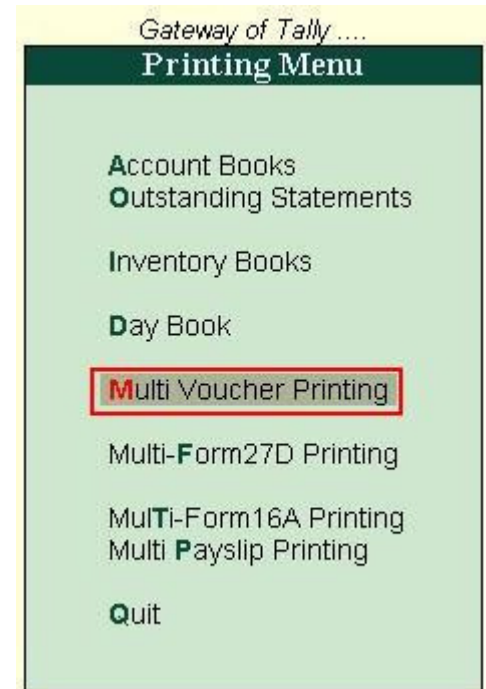 Gateway of Tally ....
Printing Menu
Account Books
Outstanding Statements
Inventory Books
Day Book
Multi Voucher Printing
Multi-Form27D Printing
MulTi-Form16A Printing
Multi Payslip Printing
Quit